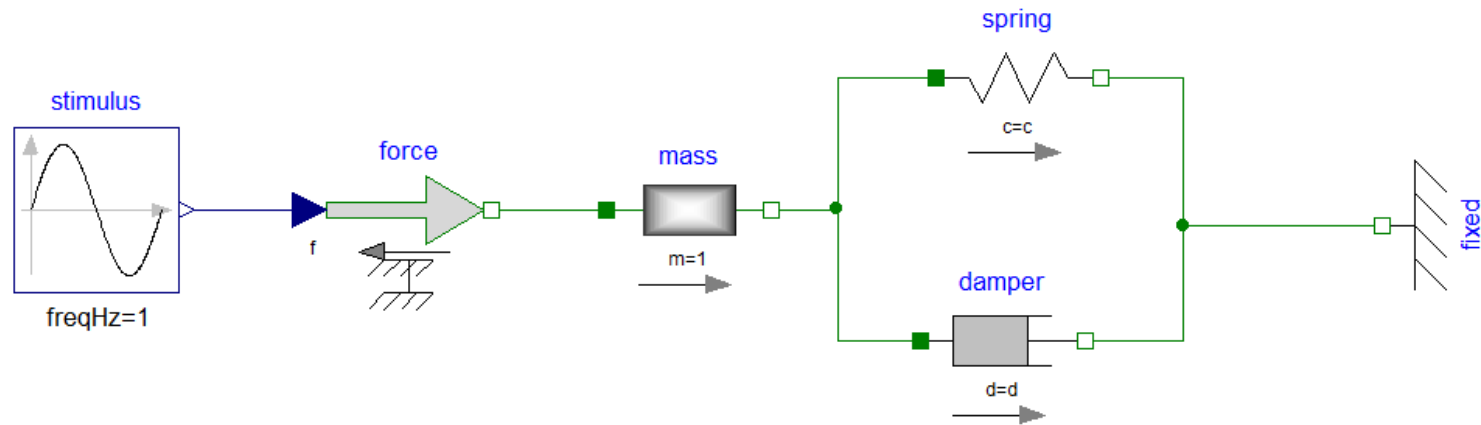 spring
stimulus
c=c
force
mass
f
m=1
fixed
damper
freqHz=1
d=d